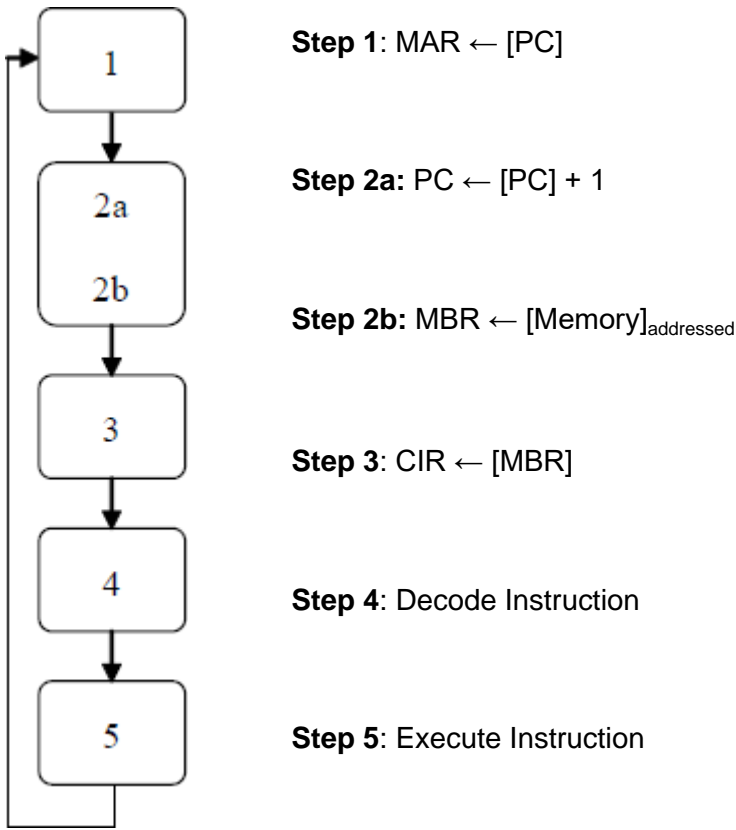 1
Step 1: MAR ← [PC]
2a
Step 2a: PC ← [PC] + 1
2b
Step 2b: MBR ← [Memory]addressed
3
Step 3: CIR ← [MBR]
4
Step 4: Decode Instruction
5
Step 5: Execute Instruction